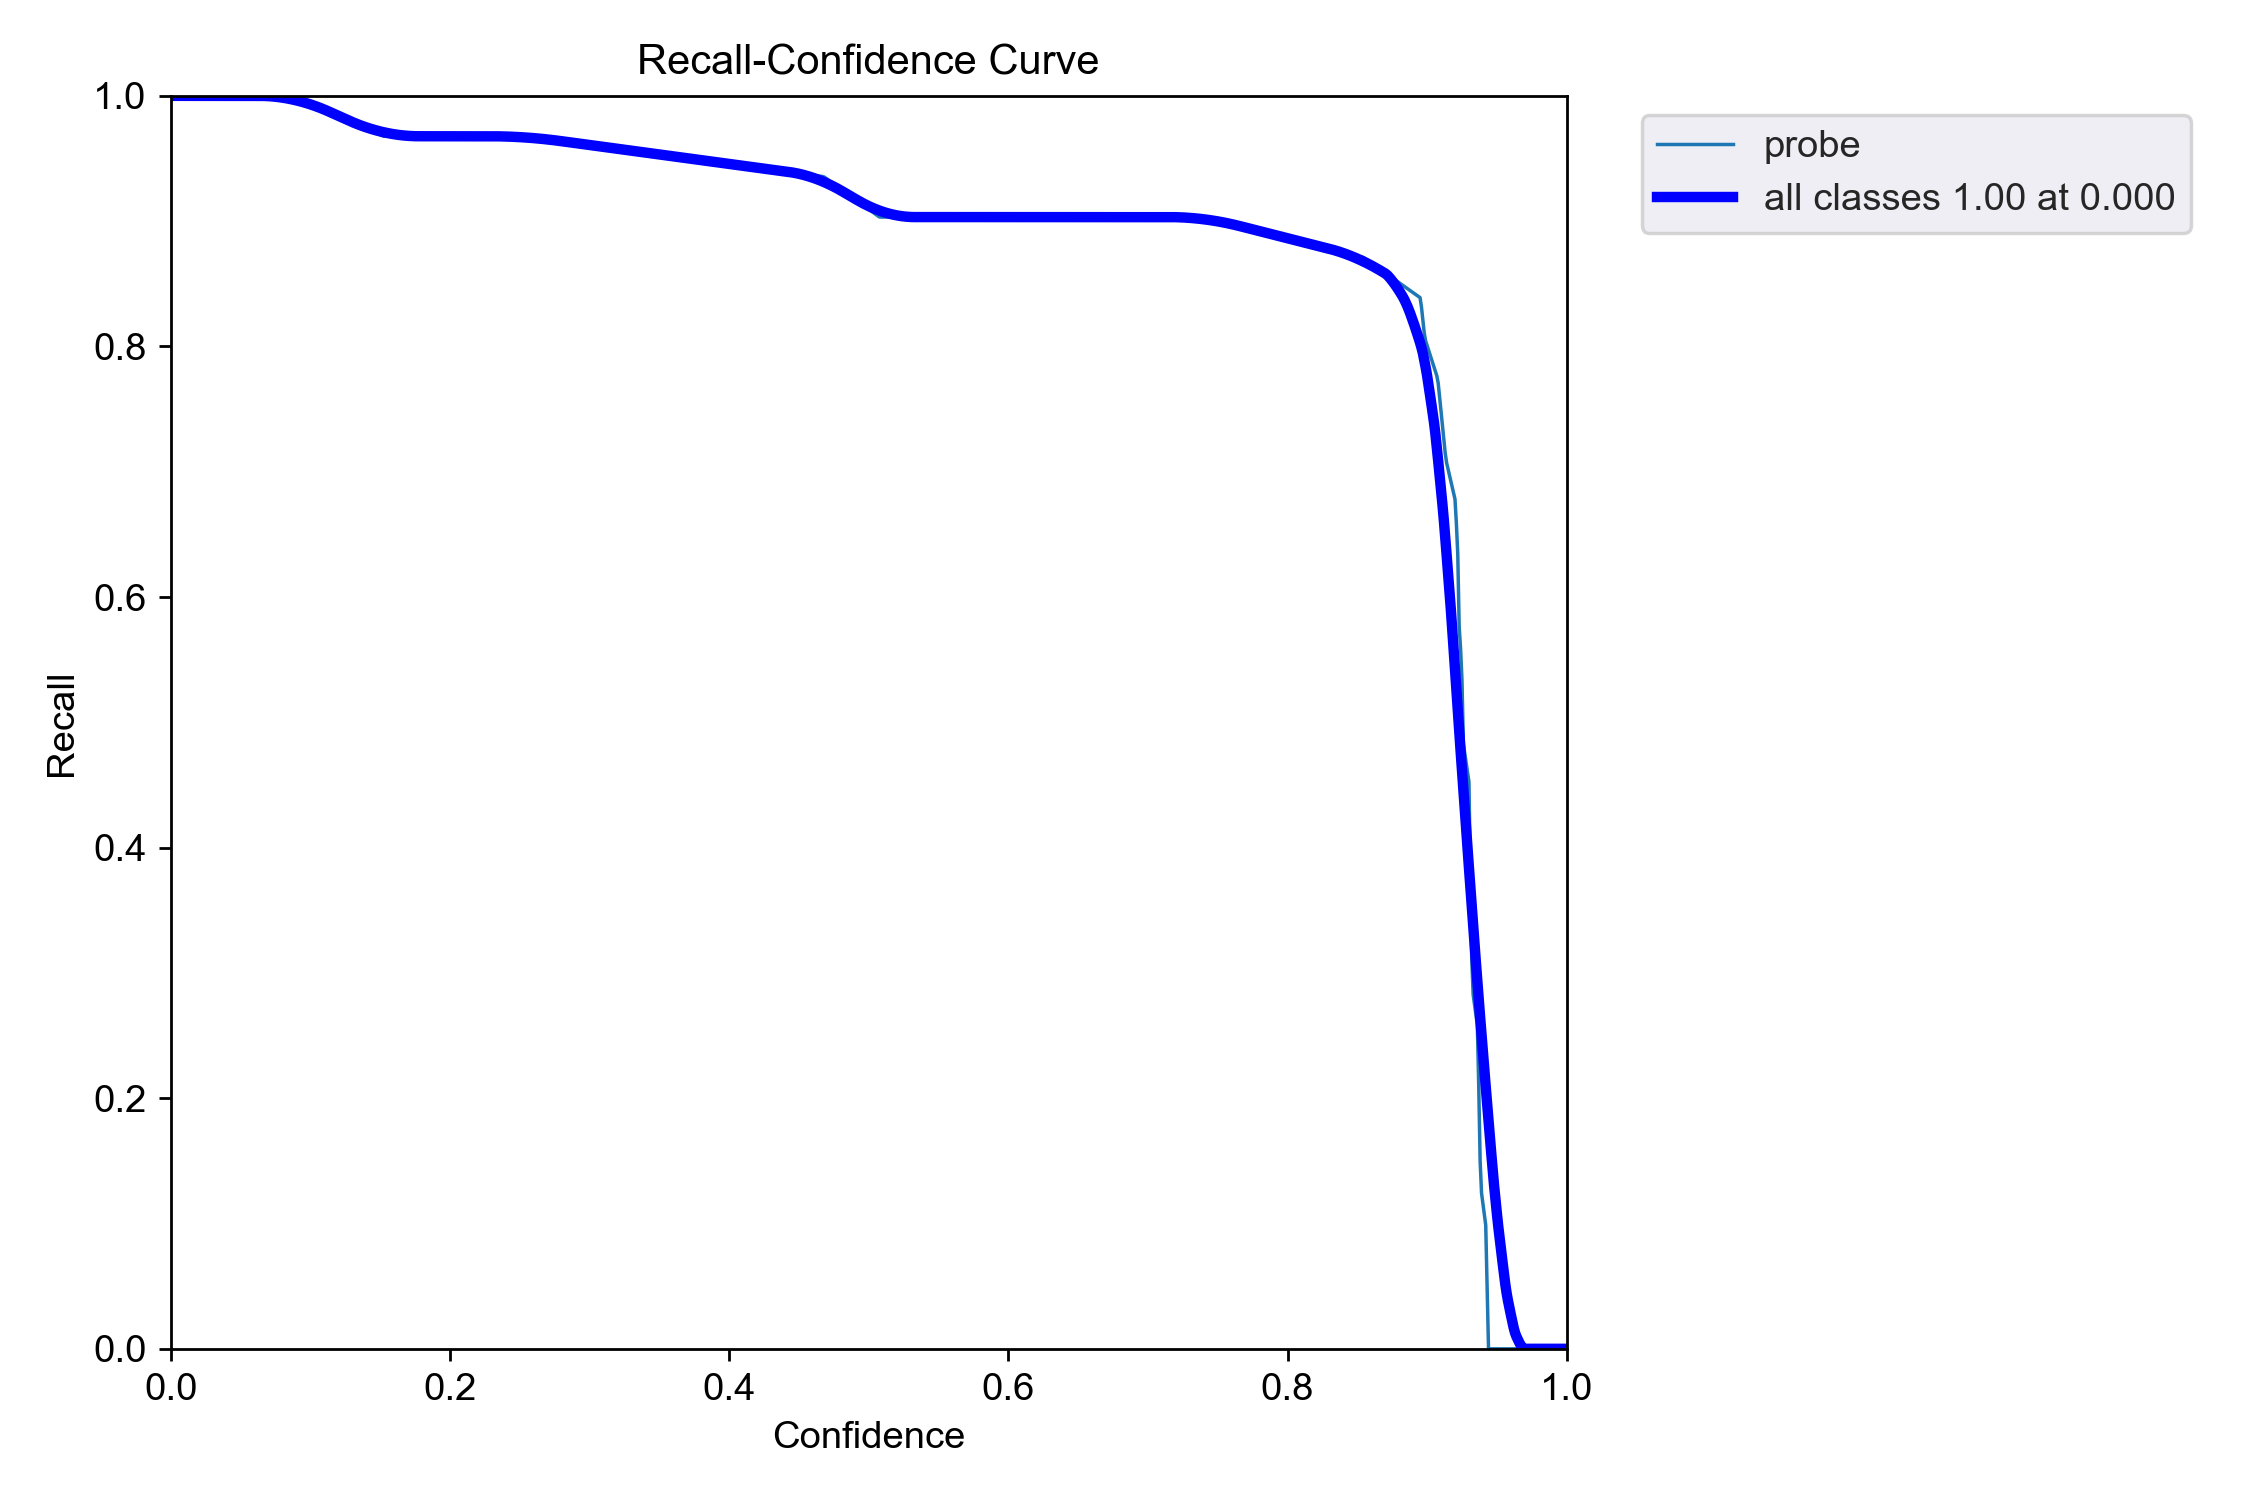 Recall-Confidence Curve
1.0
0.8
0.6
0.4
0.2
0.0
Recall
0.0 0.2 0.4 0.6 0.8 1.0
Confidence
probe
all classes 1.00 at 0.000